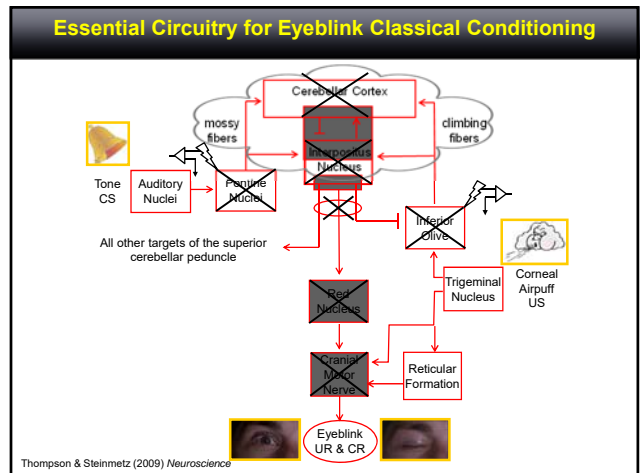 Essential Circuitry for Eyeblink Classical Conditioning
Cerebellar Cortex
mossy
fibers
climbing
fibers
Interpositus
Nucleus
Tone
CS
Auditory
Nuclei
Pontine
Nuclei
Inferior
Olive
All other targets of the superior
cerebellar peduncle
Trigeminal
Nucleus
Corneal
Airpuff
US
Red
Nucleus
Cranial
Motor
Nerve
Reticular
Formation
Eyeblink
UR & CR
Thompson & Steinmetz (2009) Neuroscience